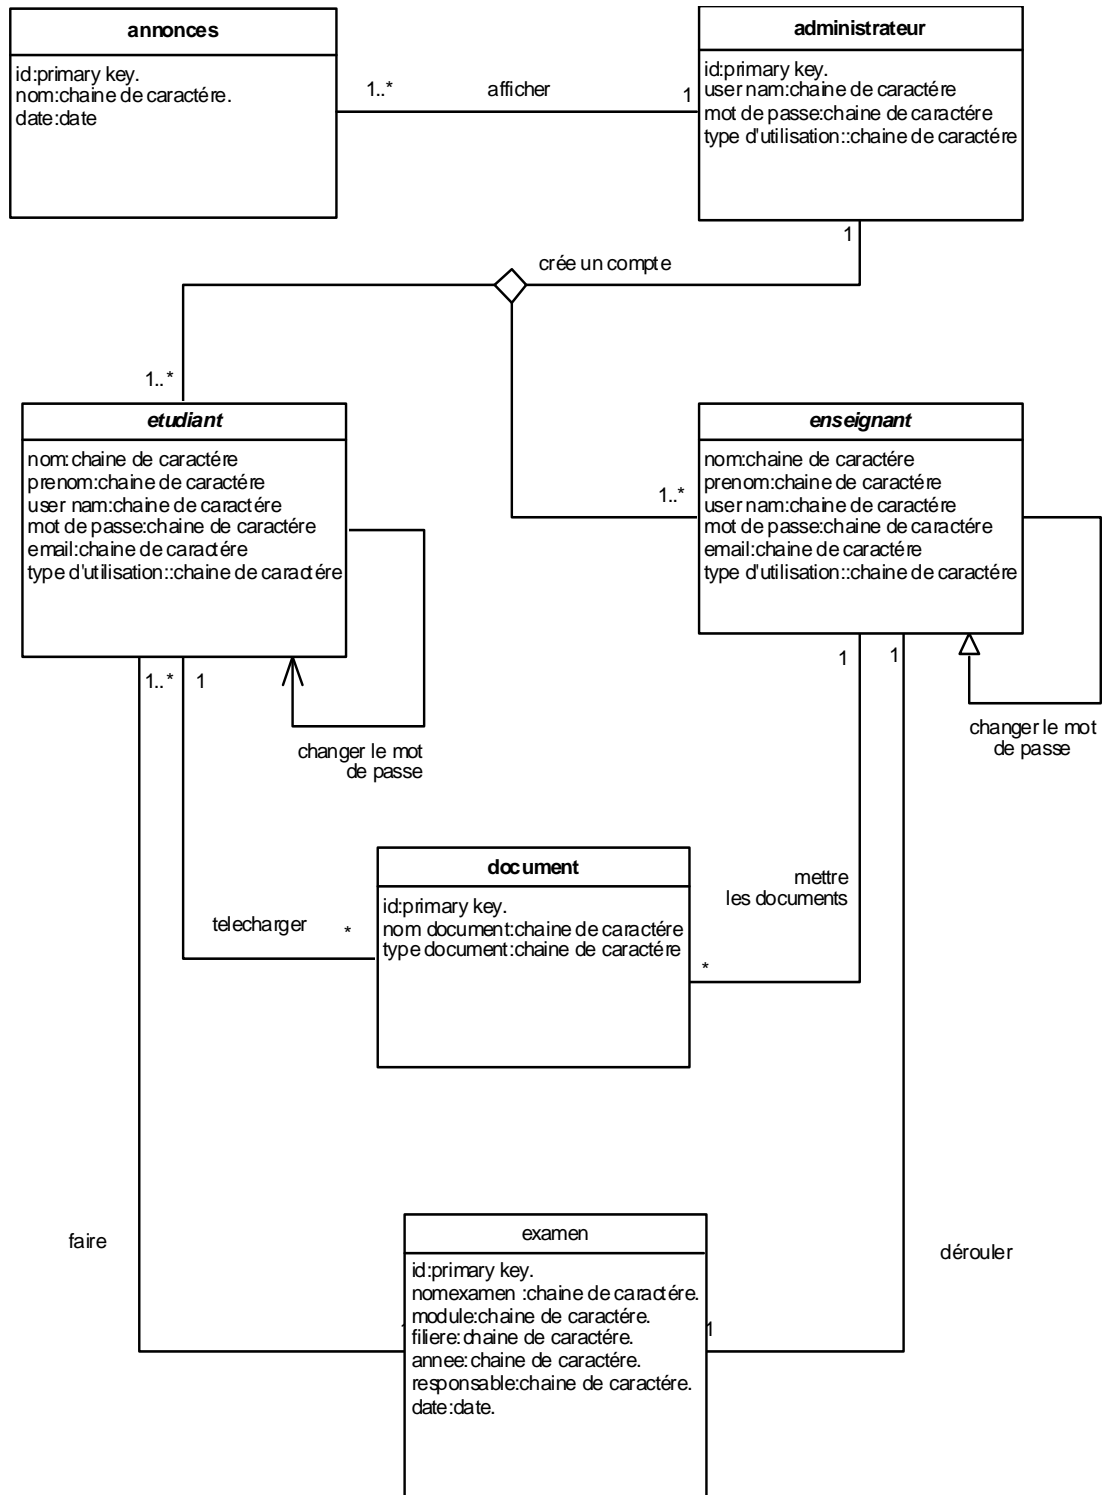 annonces
id:primary key.
nom:chaine de caractére.
date:date
1..*
afficher
1
administrateur
id:primary key.
user nam:chaine de caractére
mot de passe:chaine de caractére
type d'utilisation::chaine de caractére
1
crée un compte
1..*
etudiant
nom:chaine de caractére
prenom:chaine de caractére
user nam:chaine de caractére
mot de passe:chaine de caractére
email:chaine de caractére
type d'utilisation::chaine de caractére
1..*
enseignant
nom:chaine de caractére
prenom:chaine de caractére
user nam:chaine de caractére
mot de passe:chaine de caractére
email:chaine de caractére
type d'utilisation::chaine de caractére
1..*
1
1
1
changer le mot
de passe
changer le mot
de passe
document
id:primary key.
nom document:chaine de caractére
type document:chaine de caractére
telecharger
*
mettre
les documents
*
faire
examen
id:primary key.
nomexamen :chaine de caractére.
module:chaine de caractére.
filiere:chaine de caractére.
annee:chaine de caractére.
responsable:chaine de caractére.
date:date.
1
dérouler